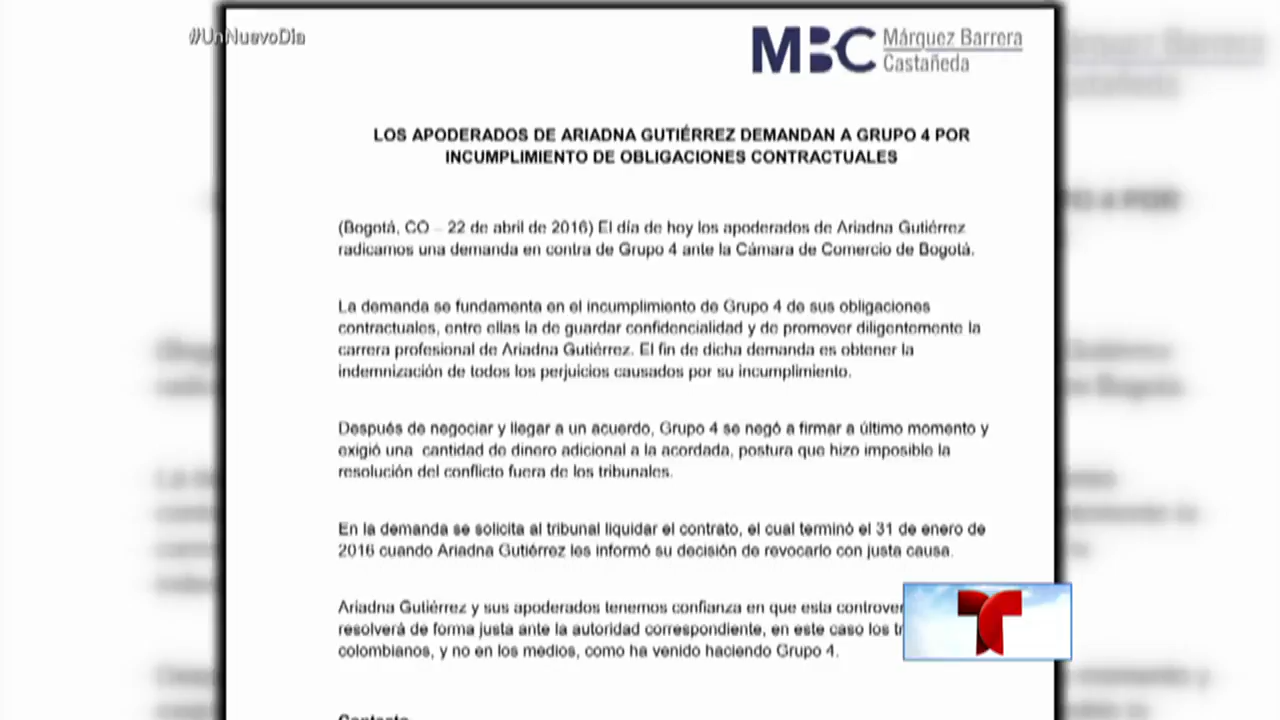 #UnNuevoDia
MBC Márquez Barrera
Castañeda
LOS APODERADOS DE ARIADNA GUTIÉRREZ DEMANDAN A GRUPO 4 POR
INCUMPLIMIENTO DE OBLIGACIONES CONTRACTUALES
(Bogotá, CO – 22 de abril de 2016) El día de hoy los apoderados de Ariadna Gutiérrez
radicamos una demanda en contra de Grupo 4 ante la Cámara de Comercio de Bogotá.
La demanda se fundamenta en el incumplimiento de Grupo 4 de sus obligaciones
contractuales, entre ellas la de guardar confidencialidad y de promover diligentemente la
carrera profesional de Ariadna Gutiérrez. El fin de dicha demanda es obtener la
indemnización de todos los perjuicios causados por su incumplimiento.
Después de negociar y llegar a un acuerdo, Grupo 4 se negó a firmar a último momento y
exigió una cantidad de dinero adicional a la acordada, postura que hizo imposible la
resolución del conflicto fuera de los tribunales.
En la demanda se solicita al tribunal liquidar el contrato, el cual terminó el 31 de enero de
2016 cuando Ariadna Gutiérrez les informó su decisión de revocarlo con justa causa.
Ariadna Gutiérrez y sus apoderados tenemos confianza en que esta controver
resolverá de forma justa ante la autoridad correspondiente, en este caso los tr
colombianos, y no en los medios, como ha venido haciendo Grupo 4.